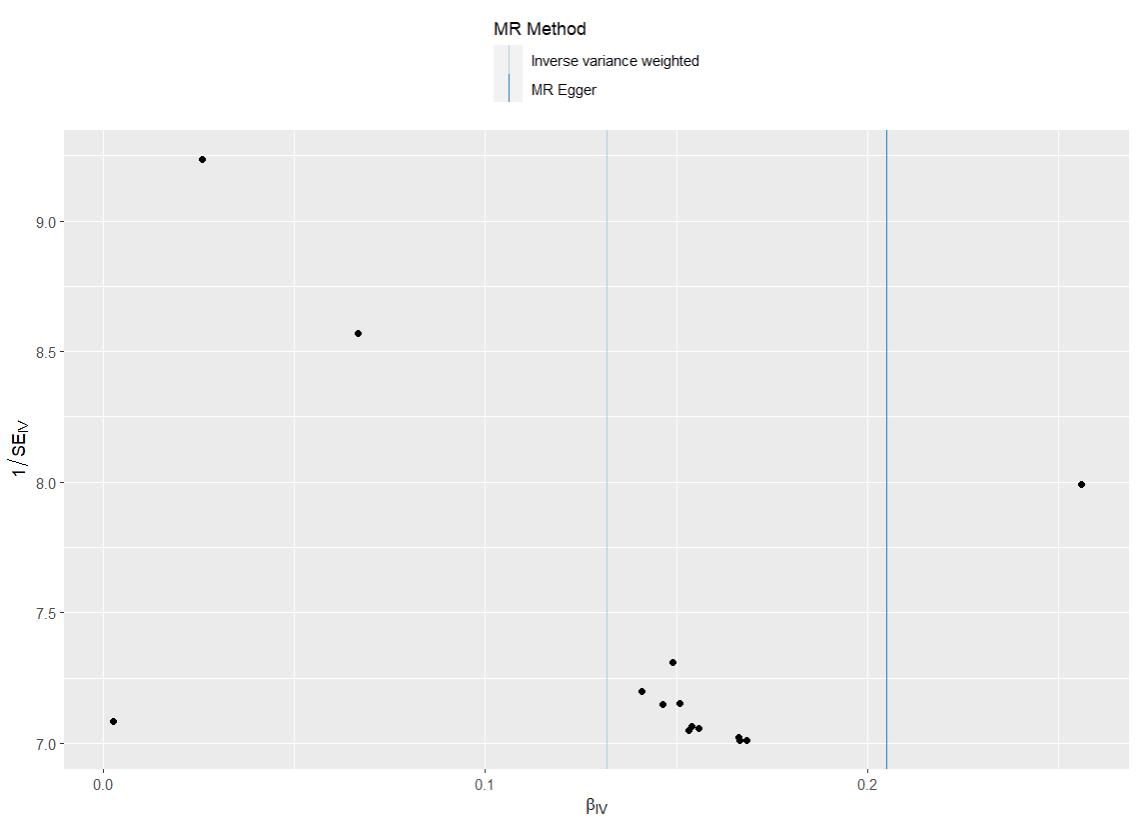 MR Method
Inverse variance weighted
MR Egger
9.0
8.5
8.0
7.5
7.0
1 / SEIV
0.0
0.1
0.2
βIV